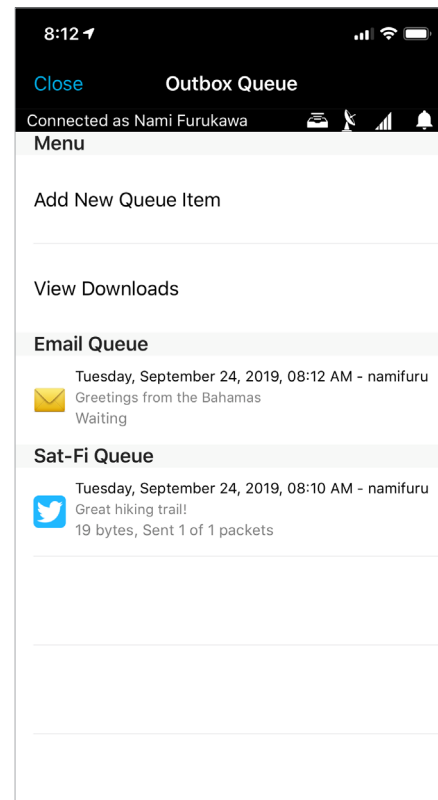 8:12
Close Outbox Queue
Connected as Nami Furukawa
Menu
Add New Queue Item
View Downloads
Email Queue
Tuesday, September 24, 2019, 08:12 AM - namifuru
Greetings from the Bahamas
Waiting
Sat-Fi Queue
Tuesday, September 24, 2019, 08:10 AM - namifuru
Great hiking trail!
19 bytes, Sent 1 of 1 packets